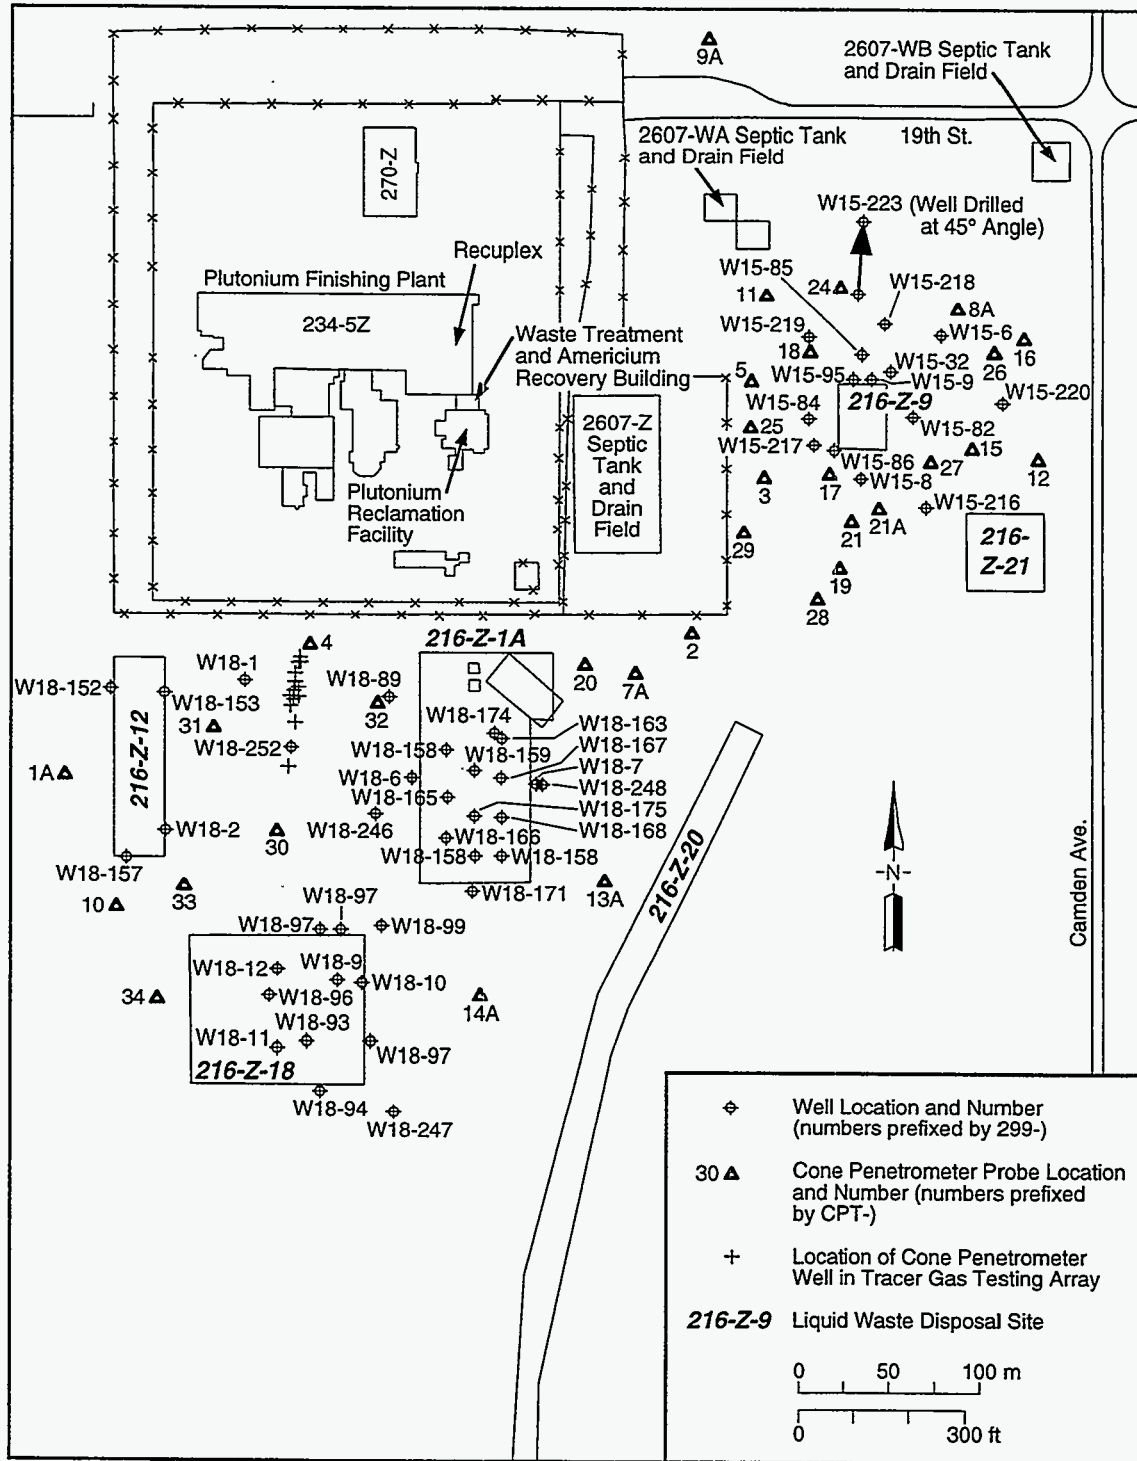 9A
2607-WB Septic Tank
and Drain Field
2607-WA Septic Tank
and Drain Field
19th St.
270-Z
W15-223 (Well Drilled
at 45° Angle)
Recuplex
Plutonium Finishing Plant
234-5Z
Waste Treatment
and Americium
Recovery Building
Plutonium
Reclamation
Facility
2607-Z
Septic
Tank
and
Drain
Field
W15-85
24
W15-218
11
8A
W15-219
W15-6
18
16
26
W15-32
5
W15-95
W15-9
W15-220
W15-84
216-Z-9
25
W15-82
W15-217
15
W15-86
27
12
3
17
W15-8
W15-216
21A
21
29
216-
Z-21
19
28
2
4
216-Z-1A
20
7A
W18-152
W18-1
W18-153
W18-89
32
31
W18-252
216-Z-12
1A
W18-174
W18-163
W18-158
W18-159
W18-167
W18-6
W18-7
W18-165
W18-248
W18-246
W18-175
W18-166
W18-168
W18-2
30
W18-158
W18-158
W18-157
W18-171
13A
10
33
216-Z-20
W18-97
W18-97
W18-99
W18-9
W18-12
W18-10
W18-96
34
14A
W18-93
W18-11
W18-97
216-Z-18
W18-94
W18-247
-N-
Camden Ave.
Well Location and Number
(numbers prefixed by 299-)
30
Cone Penetrometer Probe Location
and Number (numbers prefixed
by CPT-)
Location of Cone Penetrometer
Well in Tracer Gas Testing Array
216-Z-9 Liquid Waste Disposal Site
0 50 100 m
0 300 ft